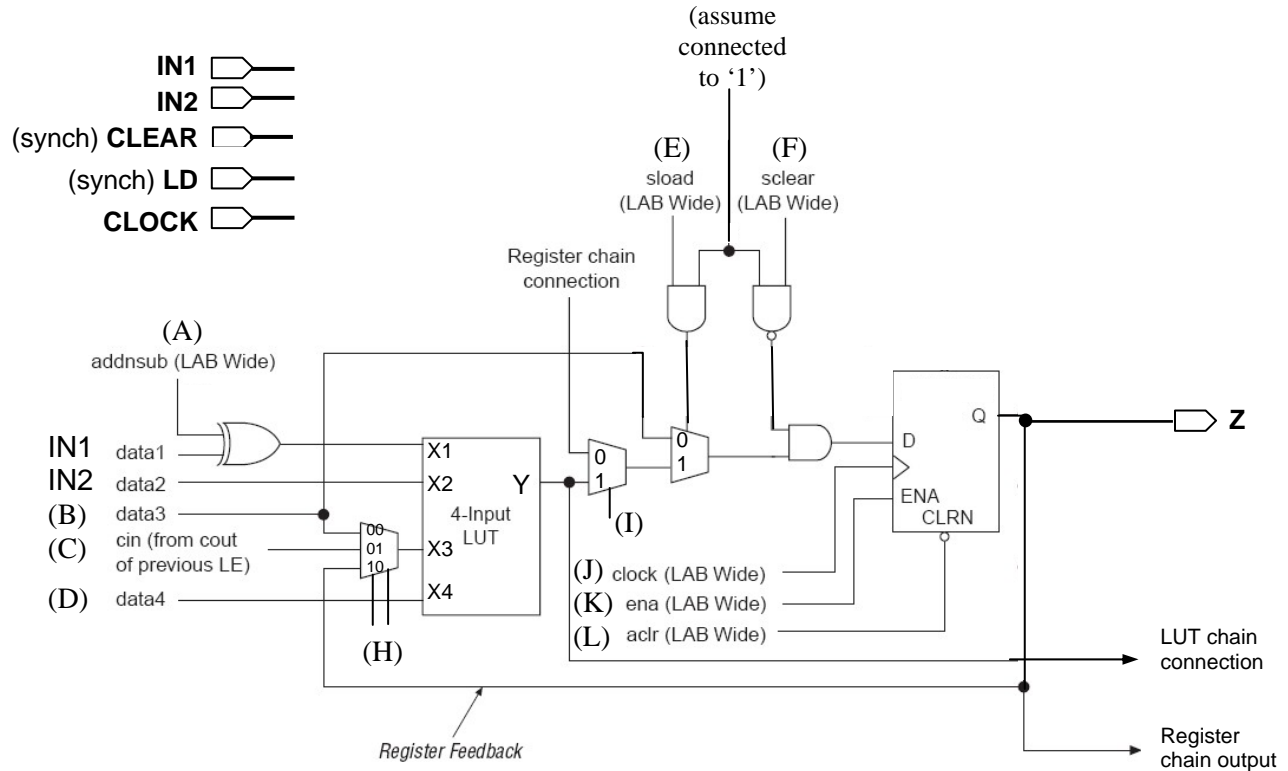 (assume
connected
to ‘1’)
IN1
IN2
(synch) CLEAR
(synch) LD
CLOCK
(E)
sload
(LAB Wide)
(F)
sclear
(LAB Wide)
Register chain
connection
(A)
addnsub (LAB Wide)
IN1 data1
IN2 data2
(B) data3
(C) cin (from cout
of previous LE)
(D) data4
00
01
10
(H)
X1
X2
X3
X4
Y
4-Input
LUT
0
1
(I)
0
1
D
Q
ENA
CLRN
Z
(J) clock (LAB Wide)
(K) ena (LAB Wide)
(L) aclr (LAB Wide)
LUT chain
connection
Register Feedback
Register
chain output